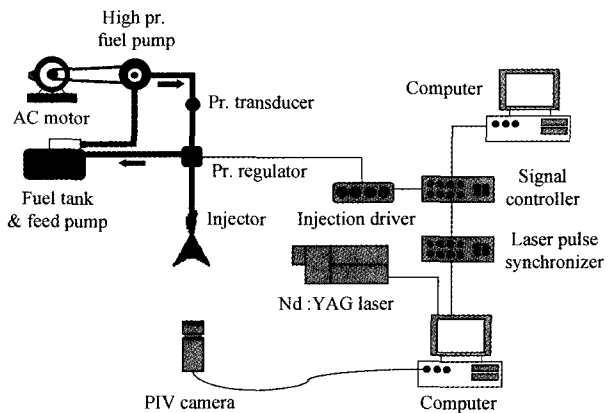 High pr.
fuel pump
Computer
Pr. transducer
AC motor
Pr. regulator
Signal
controller
Fuel tank
& feed pump
Injector
Injection driver
Laser pulse
synchronizer
Nd :YAG laser
PIV camera
Computer